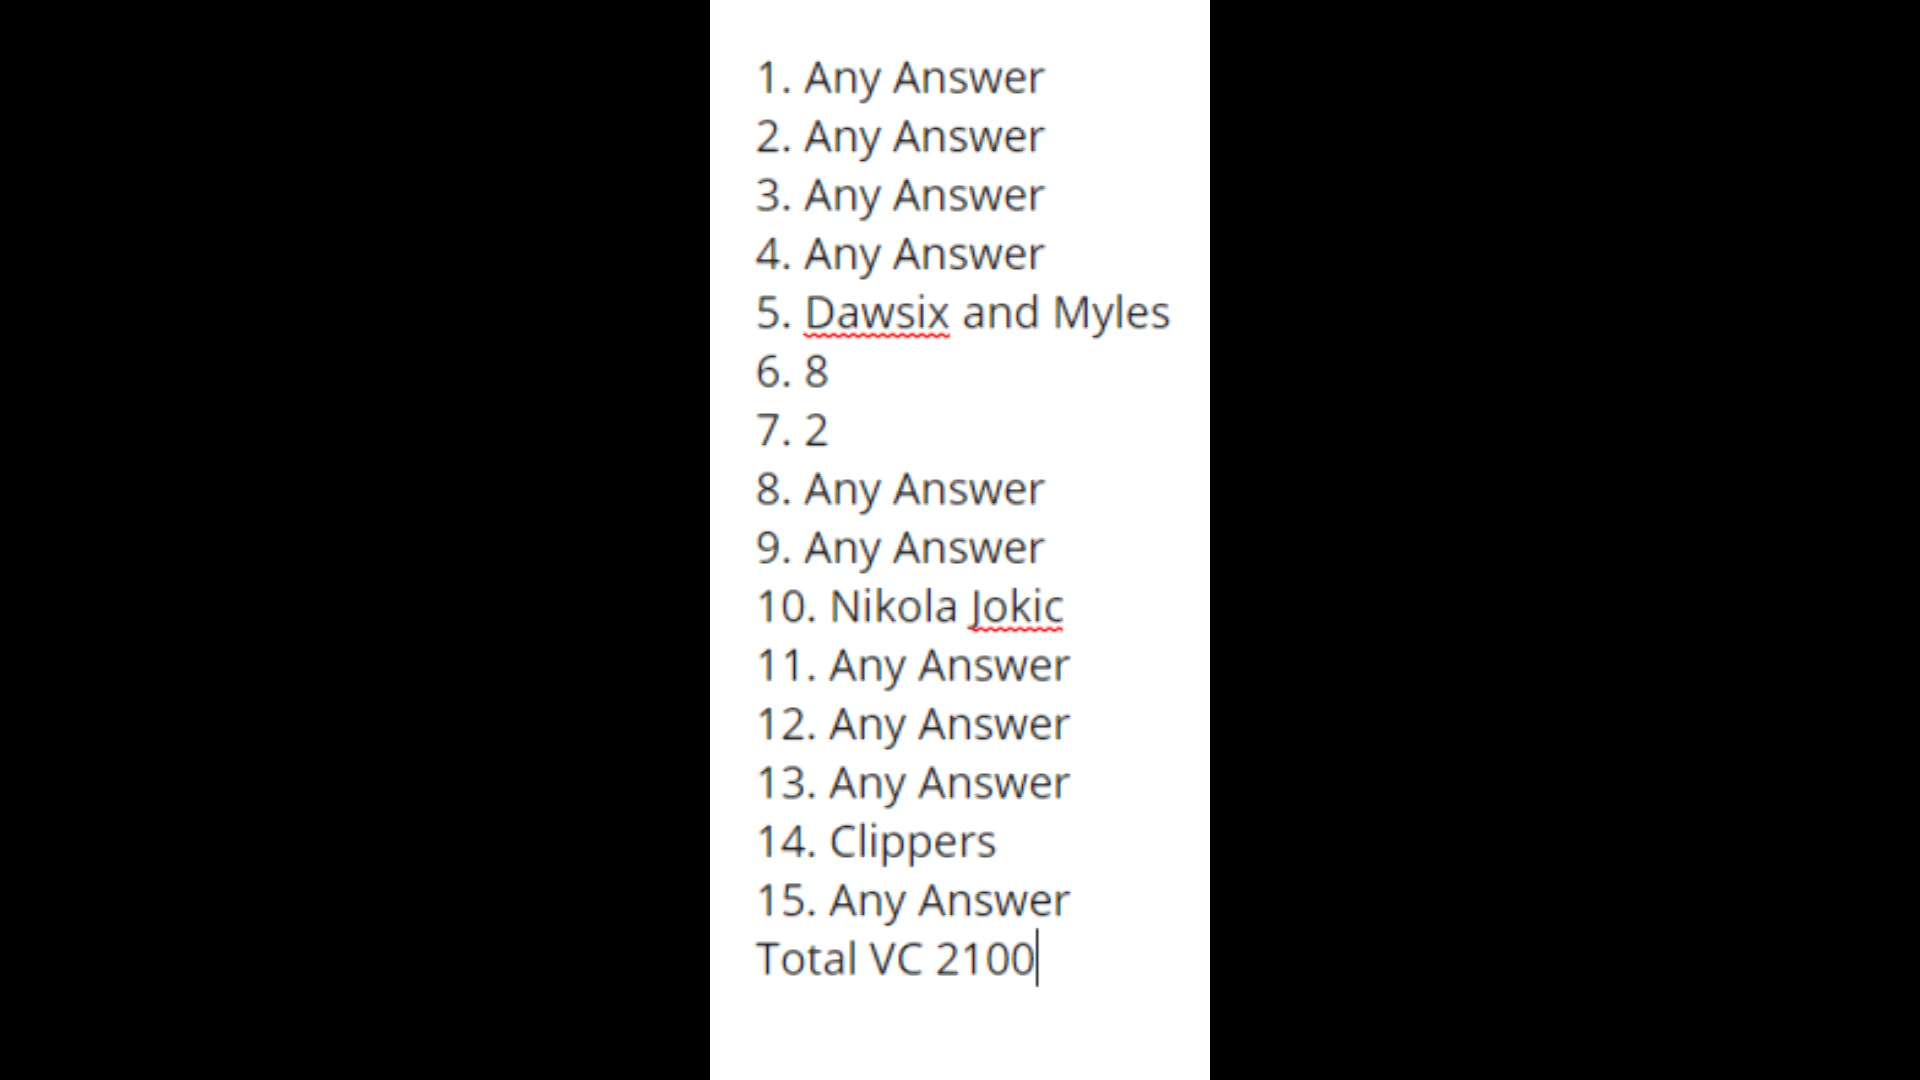 1. Any Answer
2. Any Answer
3. Any Answer
4. Any Answer
5. Dawsix and Myles
6. 8
7. 2
8. Any Answer
9. Any Answer
10. Nikola Jokic
11. Any Answer
12. Any Answer
13. Any Answer
14. Clippers
15. Any Answer
Total VC 2100